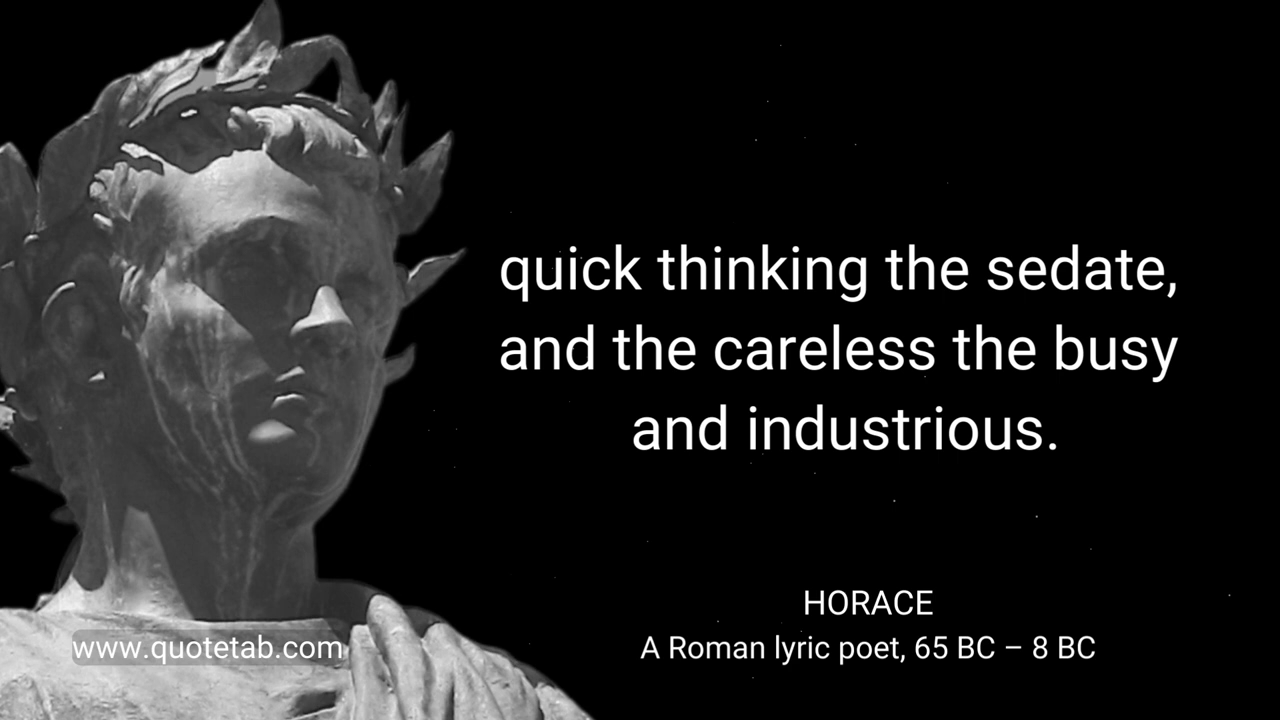 quick thinking the sedate,
and the careless the busy
and industrious.
HORACE
A Roman lyric poet, 65 BC – 8 BC
www.quotetab.com